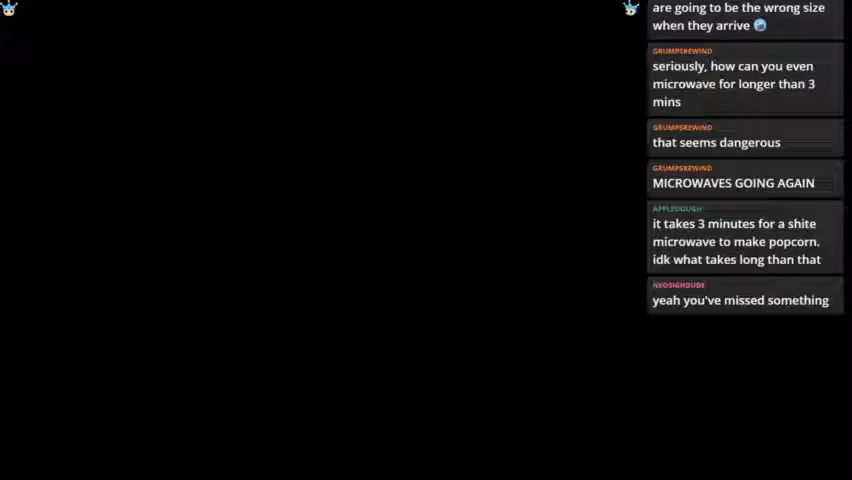 are going to be the wrong size
when they arrive
GRUMPSREWIND
seriously, how can you even
microwave for longer than 3
mins
GRUMPSREWIND
that seems dangerous
GRUMPSREWIND
MICROWAVES GOING AGAIN
APPLEDOUGH
it takes 3 minutes for a shite
microwave to make popcorn.
idk what takes long than that
NEOSIGHDUDE
yeah you've missed something